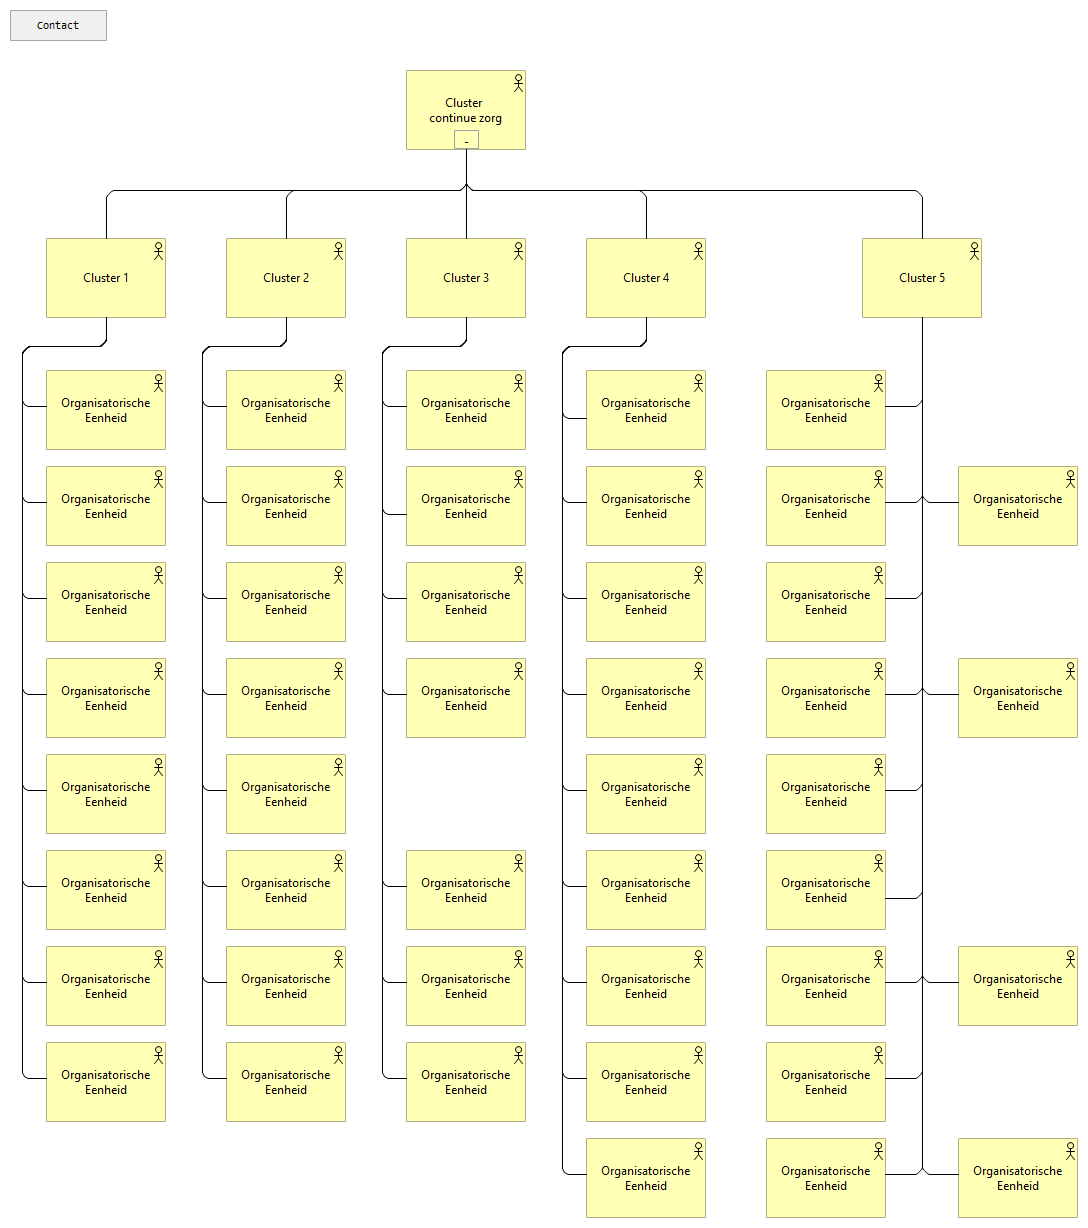 Contact
Cluster
continue zorg
-
Cluster 1
Cluster 2
Cluster 3
Cluster 4
Cluster 5
Organisatorische
Eenheid
Organisatorische
Eenheid
Organisatorische
Eenheid
Organisatorische
Eenheid
Organisatorische
Eenheid
Organisatorische
Eenheid
Organisatorische
Eenheid
Organisatorische
Eenheid
Organisatorische
Eenheid
Organisatorische
Eenheid
Organisatorische
Eenheid
Organisatorische
Eenheid
Organisatorische
Eenheid
Organisatorische
Eenheid
Organisatorische
Eenheid
Organisatorische
Eenheid
Organisatorische
Eenheid
Organisatorische
Eenheid
Organisatorische
Eenheid
Organisatorische
Eenheid
Organisatorische
Eenheid
Organisatorische
Eenheid
Organisatorische
Eenheid
Organisatorische
Eenheid
Organisatorische
Eenheid
Organisatorische
Eenheid
Organisatorische
Eenheid
Organisatorische
Eenheid
Organisatorische
Eenheid
Organisatorische
Eenheid
Organisatorische
Eenheid
Organisatorische
Eenheid
Organisatorische
Eenheid
Organisatorische
Eenheid
Organisatorische
Eenheid
Organisatorische
Eenheid
Organisatorische
Eenheid
Organisatorische
Eenheid
Organisatorische
Eenheid
Organisatorische
Eenheid
Organisatorische
Eenheid
Organisatorische
Eenheid
Organisatorische
Eenheid
Organisatorische
Eenheid
Organisatorische
Eenheid